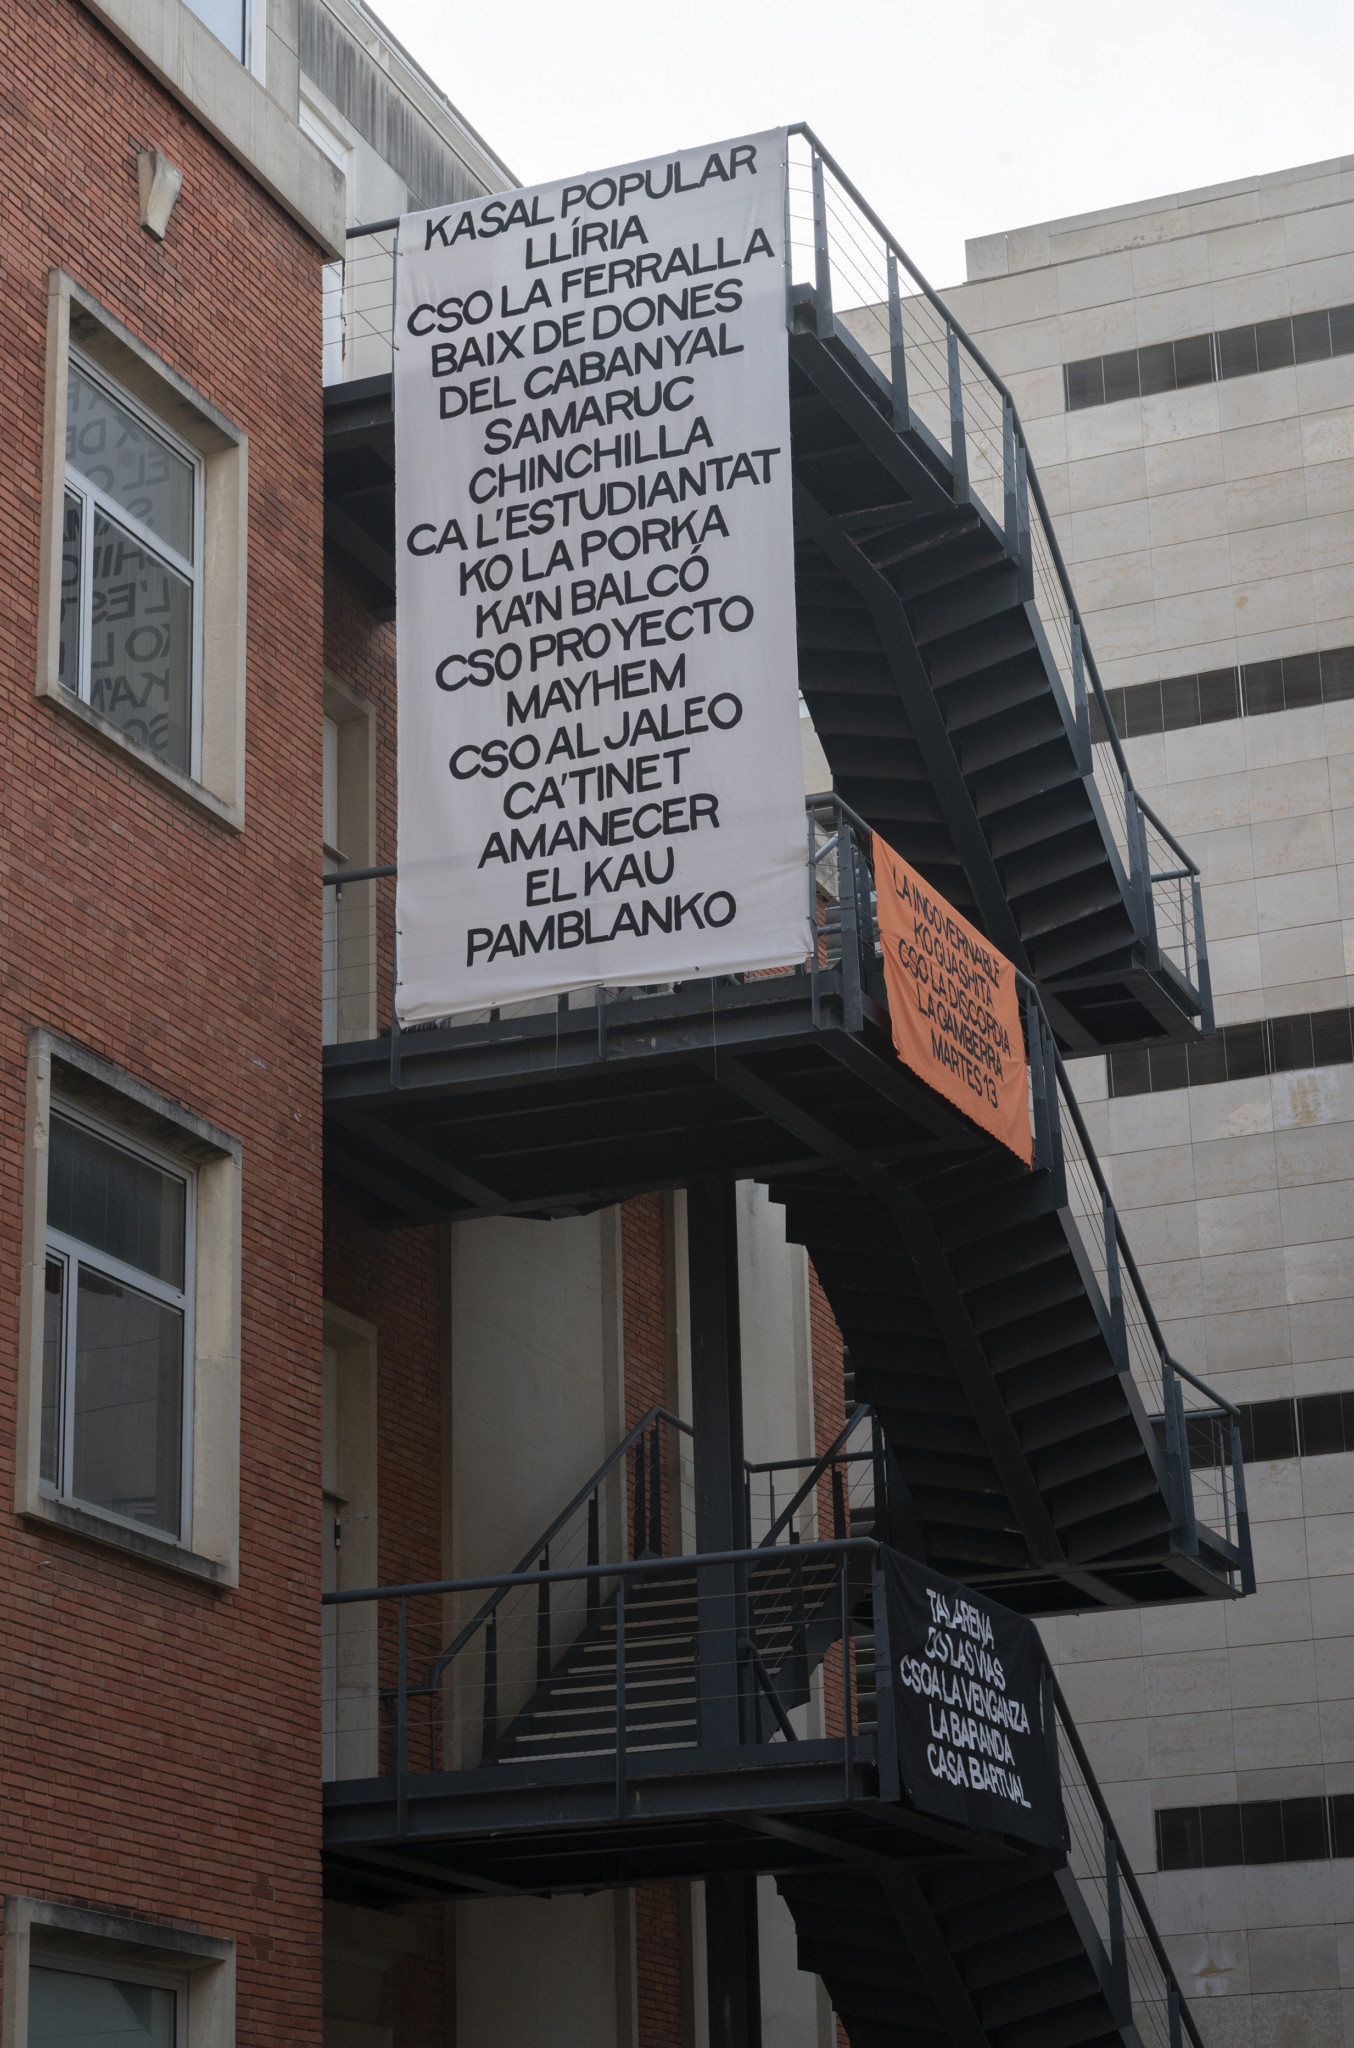 KASAL POPULAR
LLÍRIA
CSO LA FERRALLA
BAIX DE DONES
DEL CABANYAL
SAMARUC
CHINCHILLA
CA L'ESTUDIANTAT
KO LA PORKA
KA'N BALCÓ
CSO PROYECTO
MAYHEM
CSO AL JALEO
CA'TINET
AMANECER
EL KAU
PAMBLANKO
LA INGOVERNABLE
KO GUASHITA
CSO LA DISCORDIA
LA GAMBERRA
MARTES 13
TALARENA
LAS VIAS
CSOA LA VENGANZA
LA BARANDA
CASA BARTUAL